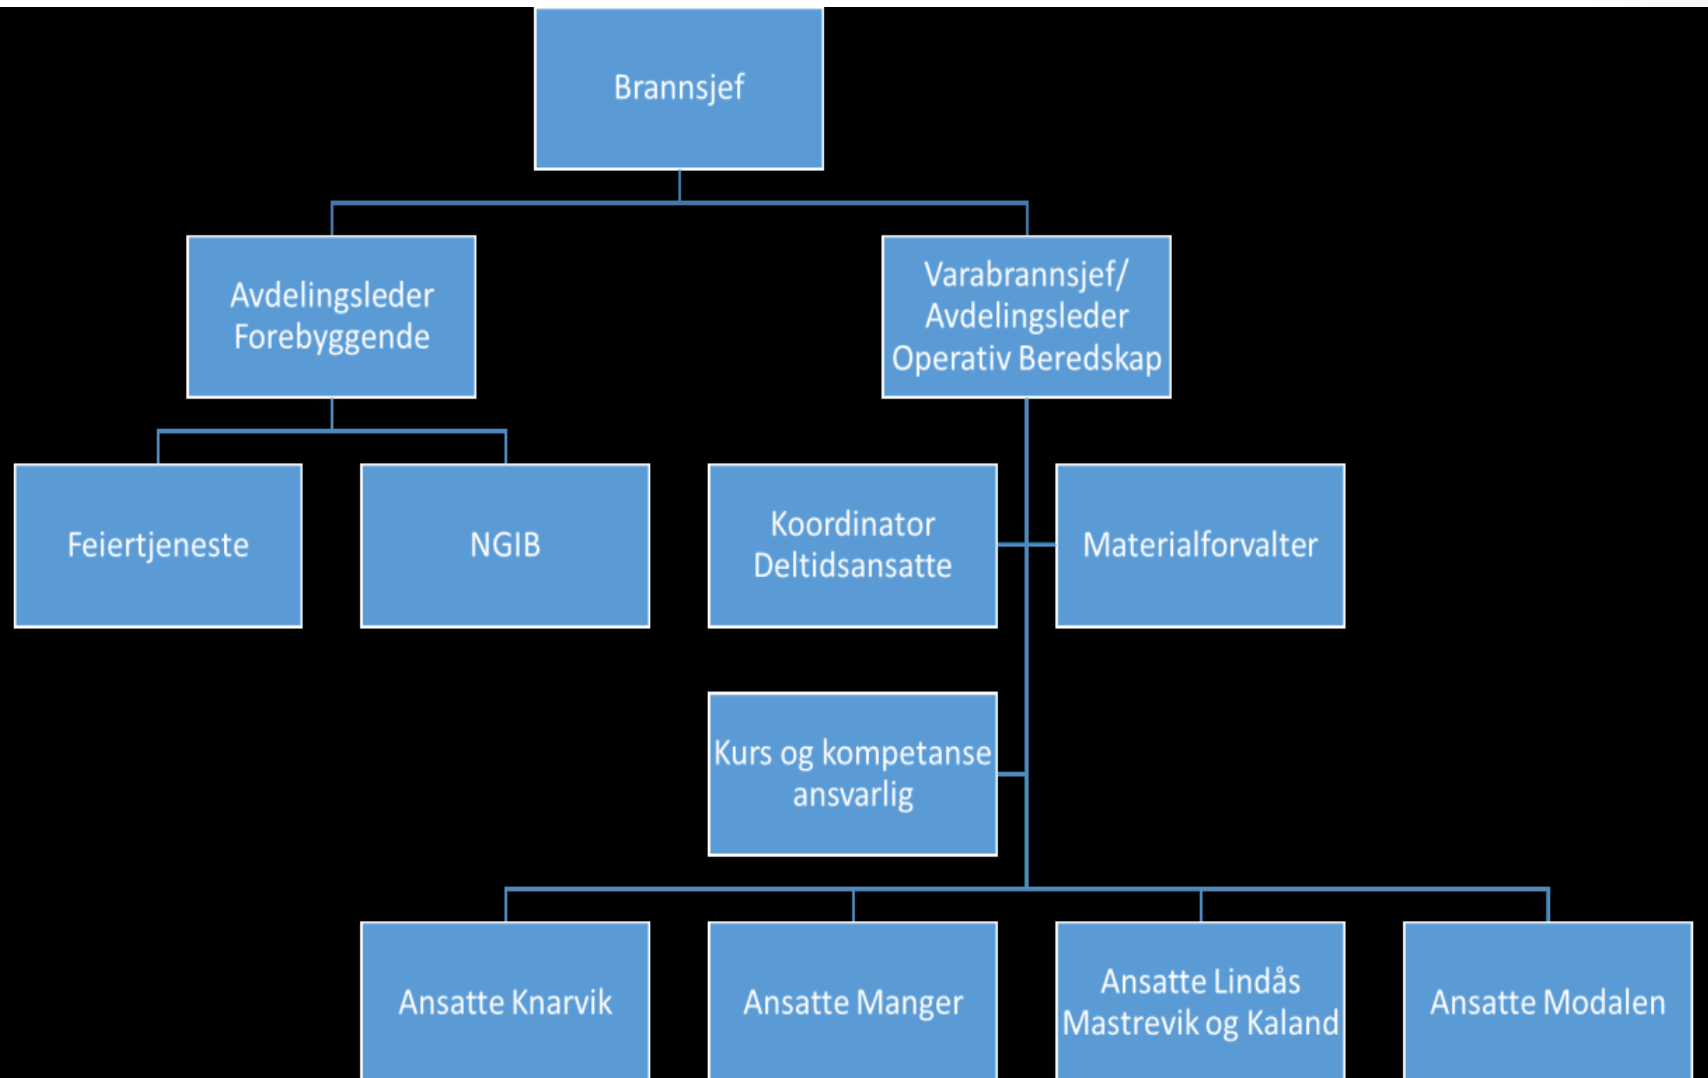 Brannsjef
Avdelingsleder
Forebyggende
Varabrannsjef/
Avdelingsleder
Operativ Beredskap
Feiertjeneste
NGIB
Koordinator
Deltidsansatte
Materialforvalter
Kurs og kompetanse
ansvarlig
Ansatte Knarvik
Ansatte Manger
Ansatte Lindås
Mastrevik og Kaland
Ansatte Modalen